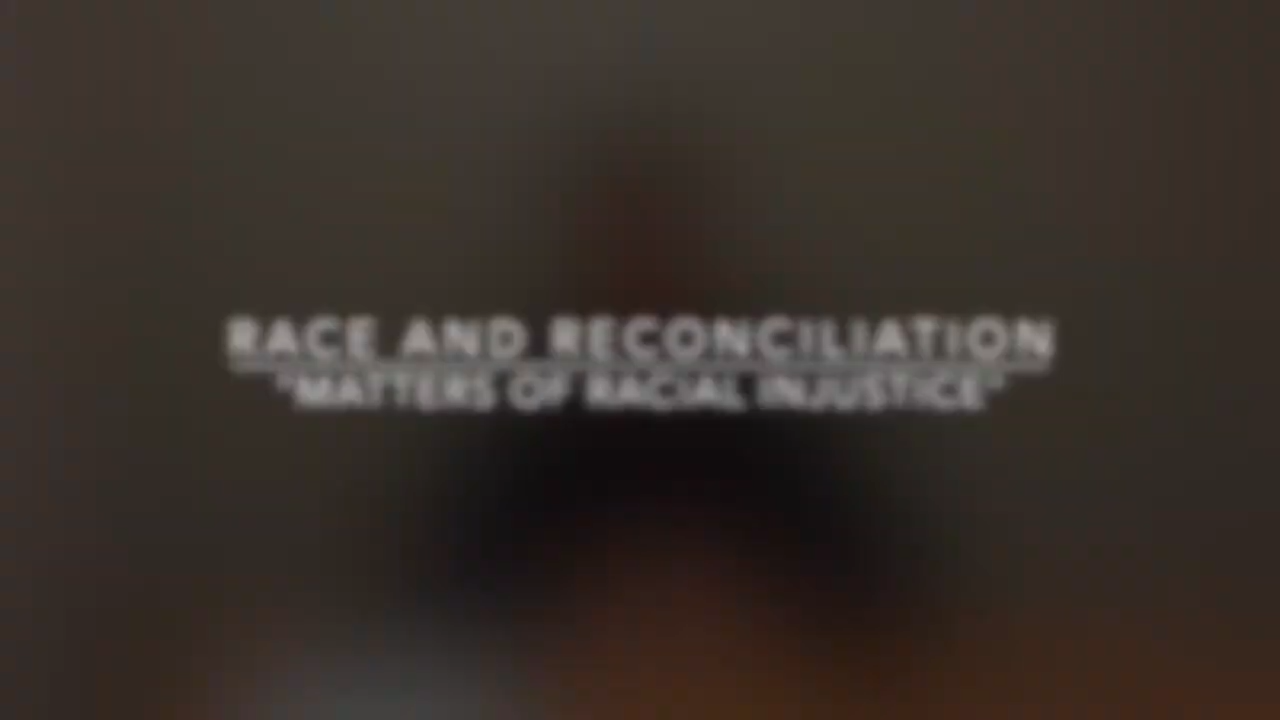 RACE AND RECONCILIATION
"MATTERS OF RACIAL INJUSTICE"